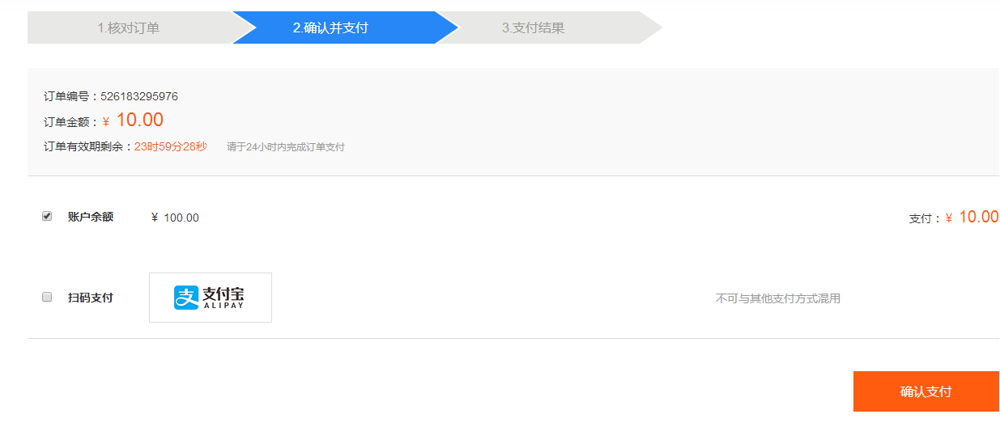 1.核对订单 2.确认并支付 3.支付结果
订单编号：526183295976
订单金额：￥ 10.00
订单有效期剩余：23时59分28秒 请于24小时内完成订单支付
账户余额 ￥ 100.00 支付：￥ 10.00
扫码支付 支 支付宝 不可与其他支付方式混用
ALIPAY
确认支付